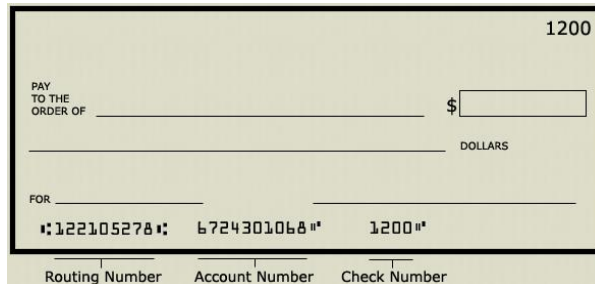 1200
PAY
TO THE
ORDER OF
$
DOLLARS
FOR
⑆122105278⑆ 6724301068⑈ 1200⑈
Routing Number Account Number Check Number